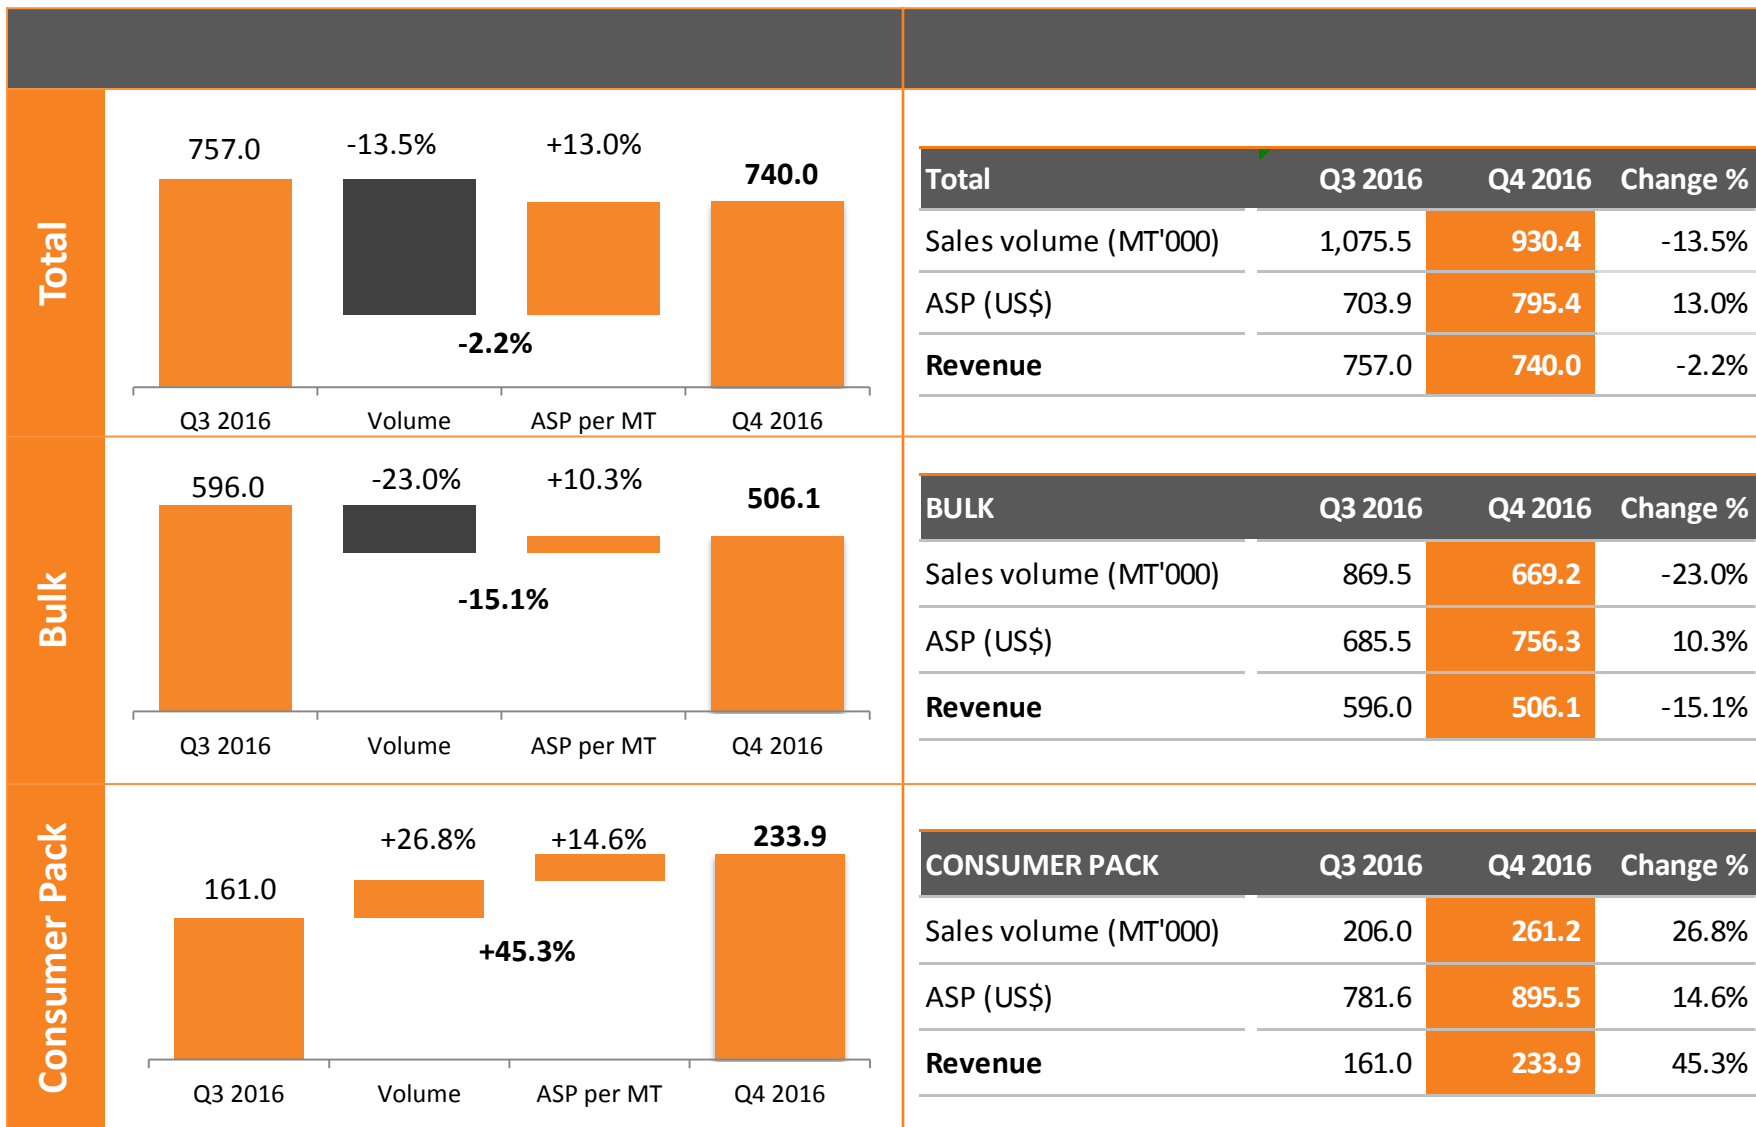 Total
757.0
-13.5%
+13.0%
740.0
-2.2%
Q3 2016 Volume ASP per MT Q4 2016
Total Q3 2016 Q4 2016 Change %
Sales volume (MT'000) 1,075.5 930.4 -13.5%
ASP (US$) 703.9 795.4 13.0%
Revenue 757.0 740.0 -2.2%
Bulk
596.0
-23.0%
+10.3%
506.1
-15.1%
Q3 2016 Volume ASP per MT Q4 2016
BULK Q3 2016 Q4 2016 Change %
Sales volume (MT'000) 869.5 669.2 -23.0%
ASP (US$) 685.5 756.3 10.3%
Revenue 596.0 506.1 -15.1%
Consumer Pack
161.0
+26.8%
+14.6%
233.9
+45.3%
Q3 2016 Volume ASP per MT Q4 2016
CONSUMER PACK Q3 2016 Q4 2016 Change %
Sales volume (MT'000) 206.0 261.2 26.8%
ASP (US$) 781.6 895.5 14.6%
Revenue 161.0 233.9 45.3%